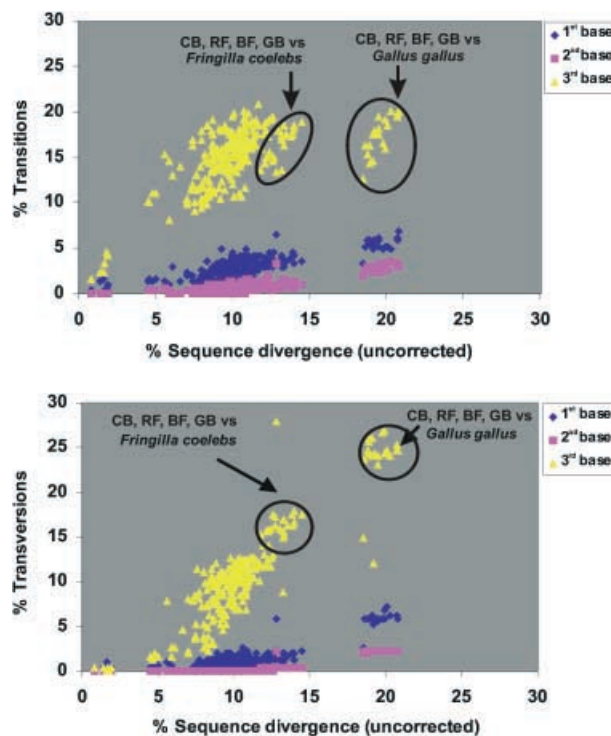 30
25
20
15
10
5
0
% Transitions
CB, RF, BF, GB vs
Fringilla coelebs
CB, RF, BF, GB vs
Gallus gallus
1st base
2nd base
3rd base
0
5
10
15
20
25
30
% Sequence divergence (uncorrected)
30
25
20
15
10
5
0
% Transversions
CB, RF, BF, GB vs
Fringilla coelebs
CB, RF, BF, GB vs
Gallus gallus
1st base
2nd base
3rd base
0
5
10
15
20
25
30
% Sequence divergence (uncorrected)